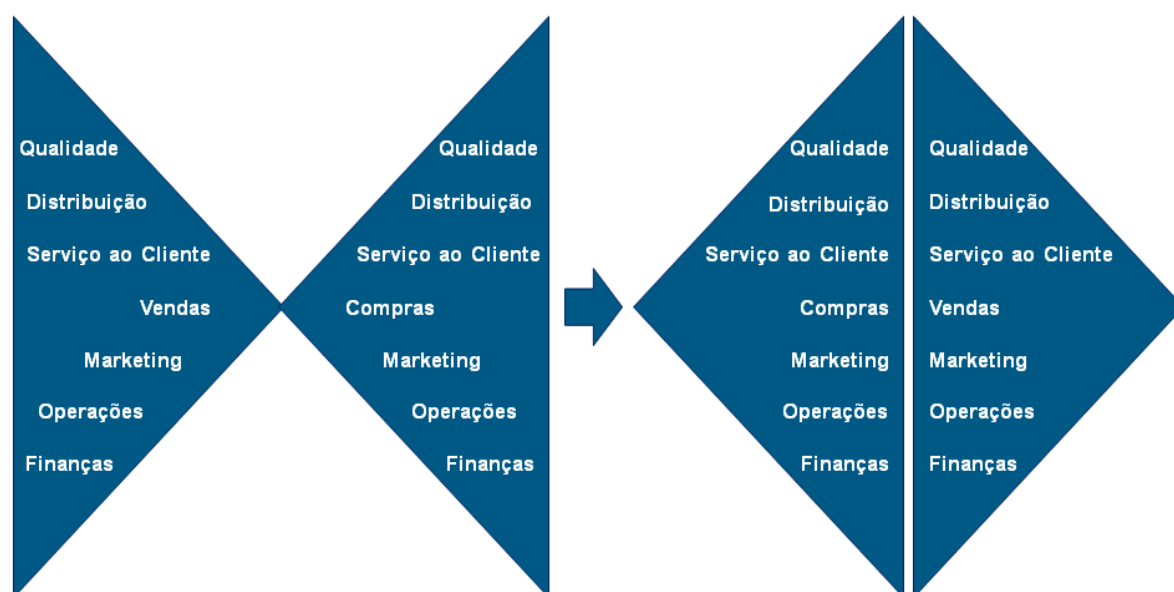 Qualidade
Distribuição
Serviço ao Cliente
Vendas
Marketing
Operações
Finanças
Qualidade
Distribuição
Serviço ao Cliente
Compras
Marketing
Operações
Finanças
Qualidade
Distribuição
Serviço ao Cliente
Compras
Marketing
Operações
Finanças
Qualidade
Distribuição
Serviço ao Cliente
Vendas
Marketing
Operações
Finanças